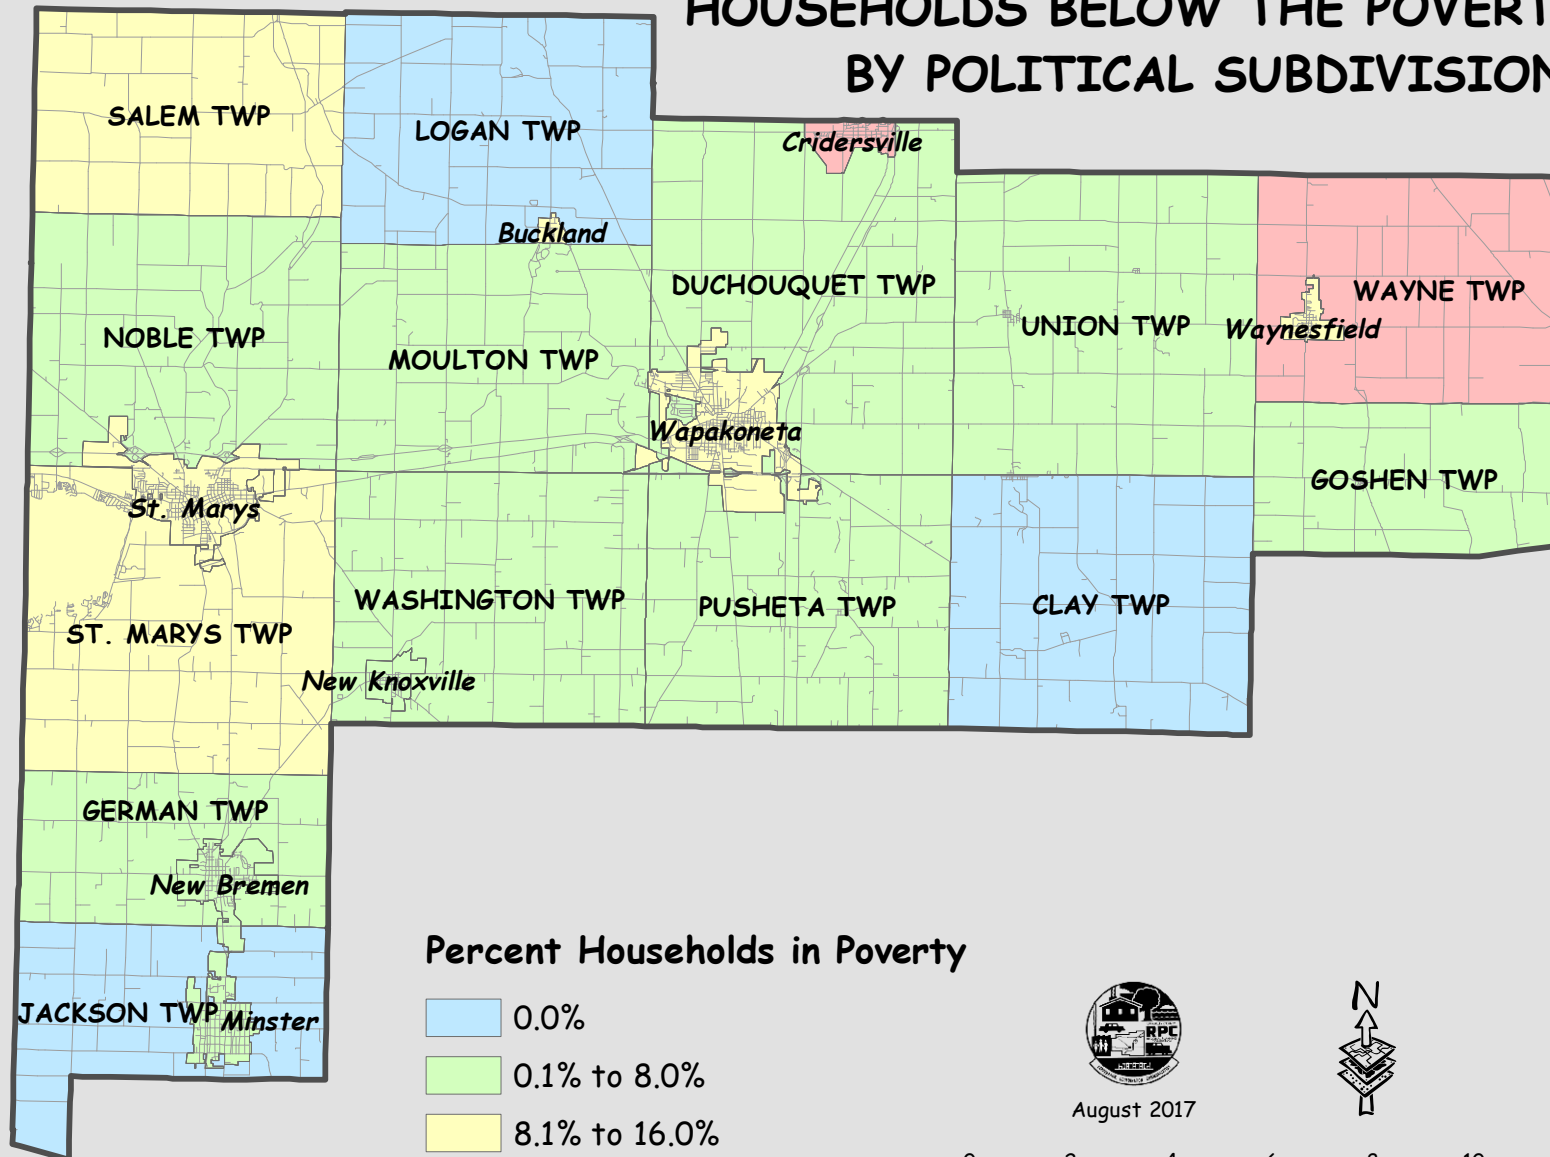 HOUSEHOLDS BELOW THE POVERT
BY POLITICAL SUBDIVISION
SALEM TWP
LOGAN TWP
Cridersville
Buckland
DUCHOUQUET TWP
WAYNE TWP
NOBLE TWP
UNION TWP
Waynesfield
MOULTON TWP
Wapakoneta
GOSHEN TWP
St. Marys
WASHINGTON TWP
PUSHETA TWP
CLAY TWP
ST. MARYS TWP
New Knoxville
GERMAN TWP
New Bremen
JACKSON TWP
Minster
Percent Households in Poverty
0.0%
0.1% to 8.0%
8.1% to 16.0%
N
RPC
August 2017